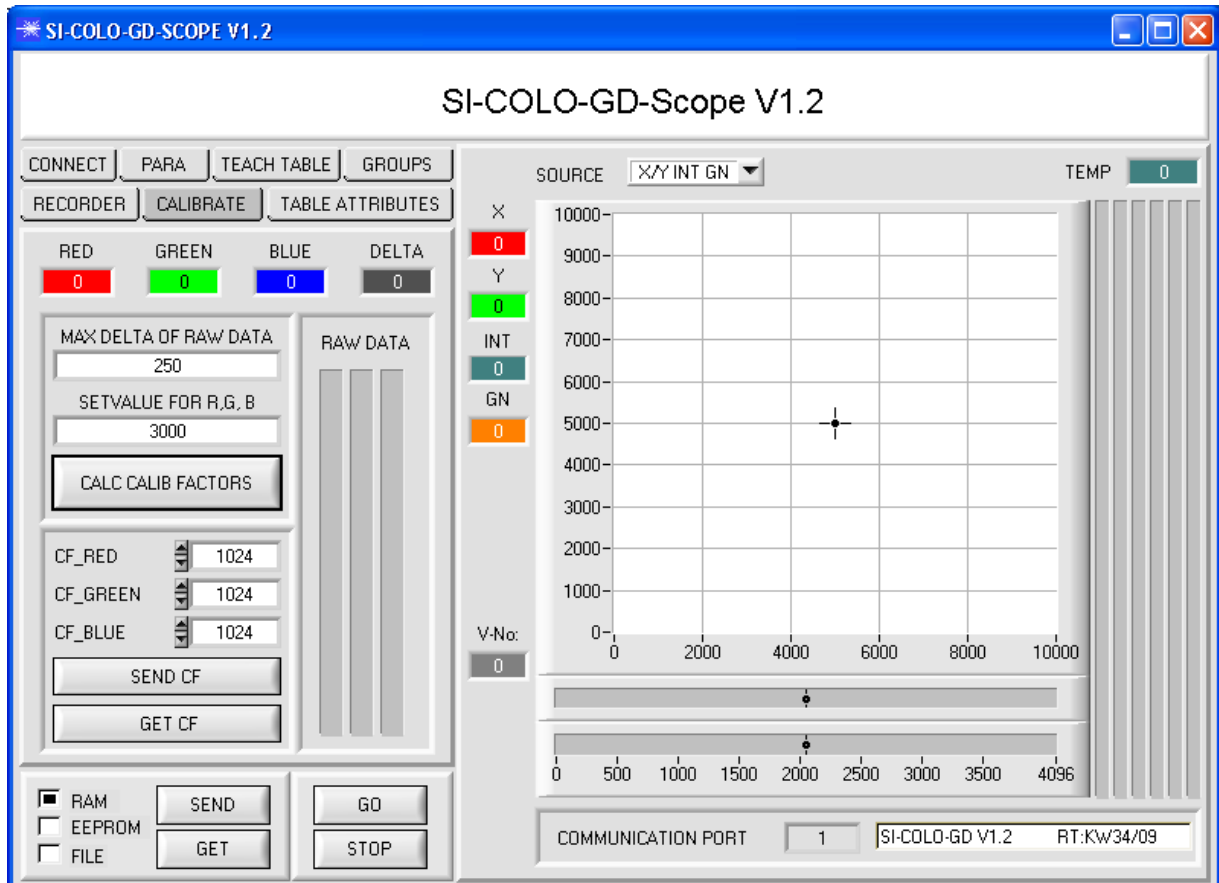 SI-COLO-GD-SCOPE V1.2
SI-COLO-GD-Scope V1.2
CONNECT PARA TEACH TABLE GROUPS
RECORDER CALIBRATE TABLE ATTRIBUTES
RED GREEN BLUE DELTA
0 0 0 0
MAX DELTA OF RAW DATA
250
SETVALUE FOR R,G, B
3000
CALC CALIB FACTORS
RAW DATA
CF_RED 1024
CF_GREEN 1024
CF_BLUE 1024
SEND CF
GET CF
RAM
EEPROM
FILE
SEND
GET
GO
STOP
SOURCE X/Y INT GN
TEMP 0
X
0
Y
0
INT
0
GN
0
V-No:
0
10000
9000
8000
7000
6000
5000
4000
3000
2000
1000
0
0 2000 4000 6000 8000 10000
0 500 1000 1500 2000 2500 3000 3500 4096
COMMUNICATION PORT 1 SI-COLO-GD V1.2 RT:KW34/09